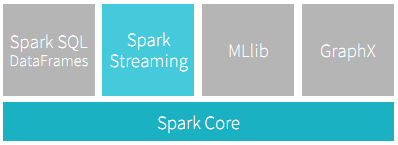 Spark SQL
DataFrames
Spark
Streaming
MLlib
GraphX
Spark Core